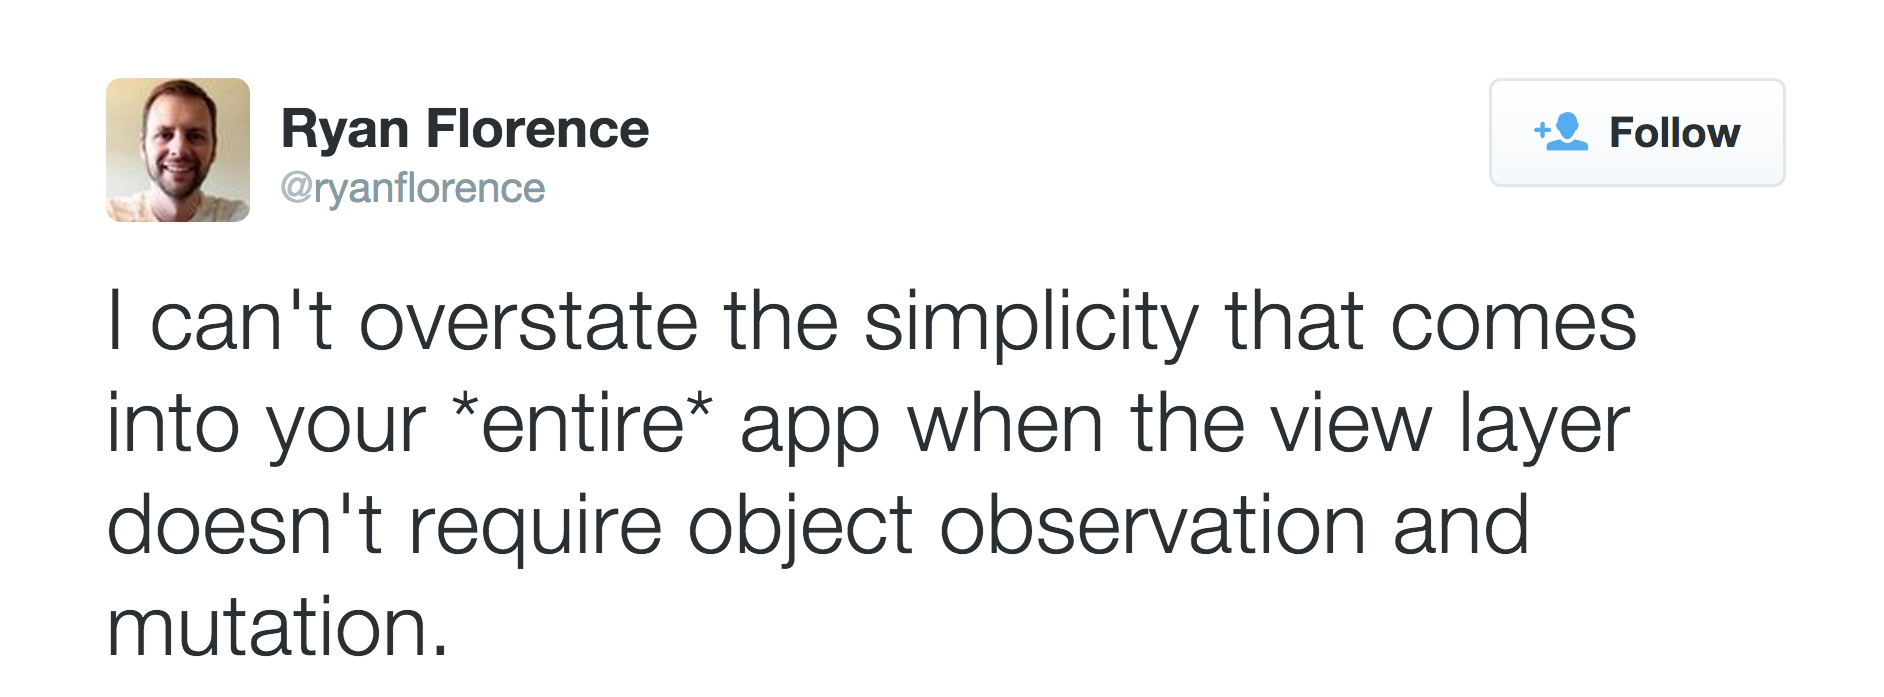 Ryan Florence
@ryanflorence
Follow
I can't overstate the simplicity that comes
into your *entire* app when the view layer
doesn't require object observation and
mutation.